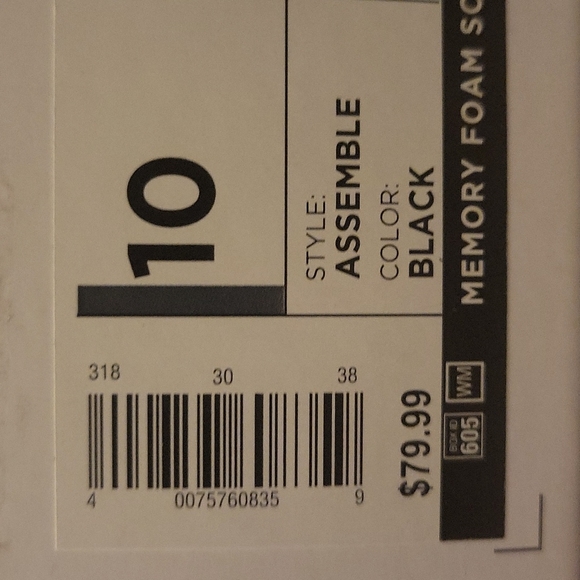 10
STYLE:
ASSEMBLE
COLOR:
BLACK
MEMORY FOAM
318 30 38
4 0075760835 9
$79.99
BOX ID
605
WM